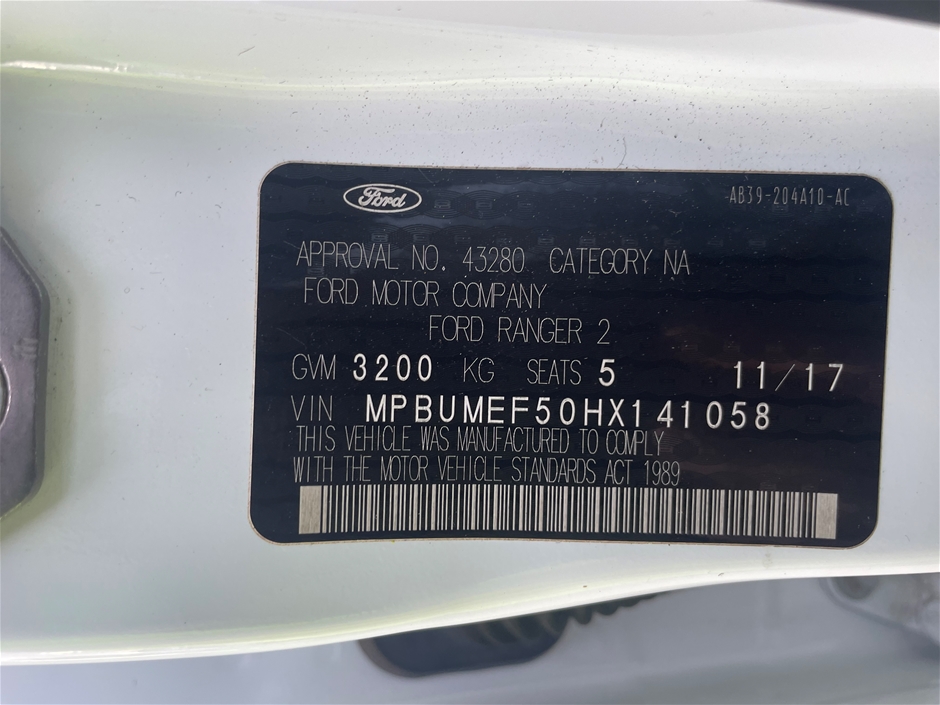 Ford
AB39-204A10-AC
APPROVAL NO. 43280 CATEGORY NA
FORD MOTOR COMPANY
FORD RANGER 2
GVM 3200 KG SEATS 5 11/17
VIN MPBUMEF50HX141058
THIS VEHICLE WAS MANUFACTURED TO COMPLY
WITH THE MOTOR VEHICLE STANDARDS ACT 1989